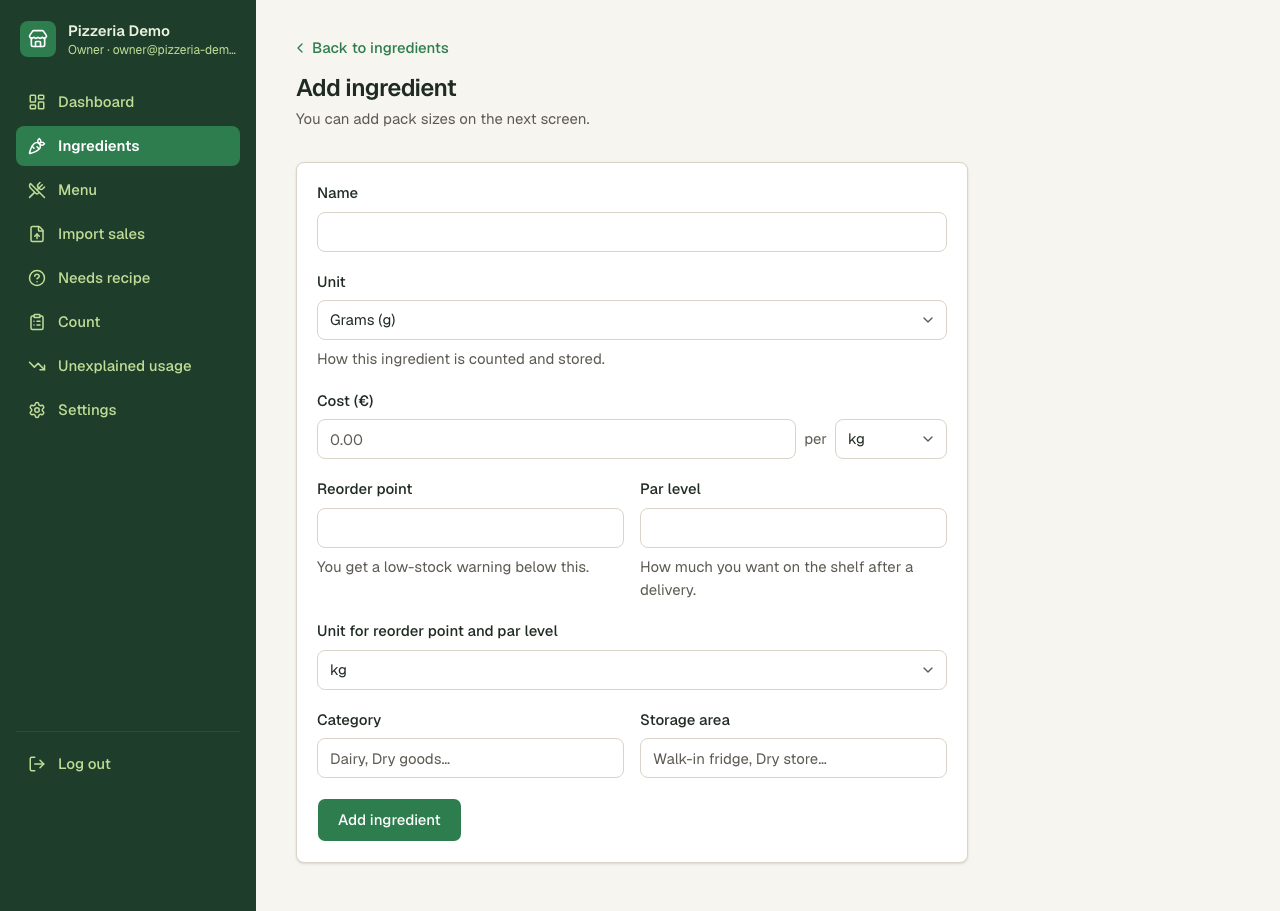 Pizzeria Demo
Owner · owner@pizzeria-dem…
Dashboard
Ingredients
Menu
Import sales
Needs recipe
Count
Unexplained usage
Settings
Log out
Back to ingredients
Add ingredient
You can add pack sizes on the next screen.
Name
Unit
Grams (g)
How this ingredient is counted and stored.
Cost (€)
0.00
per
kg
Reorder point
Par level
You get a low-stock warning below this.
How much you want on the shelf after a
delivery.
Unit for reorder point and par level
kg
Category
Storage area
Dairy, Dry goods…
Walk-in fridge, Dry store…
Add ingredient